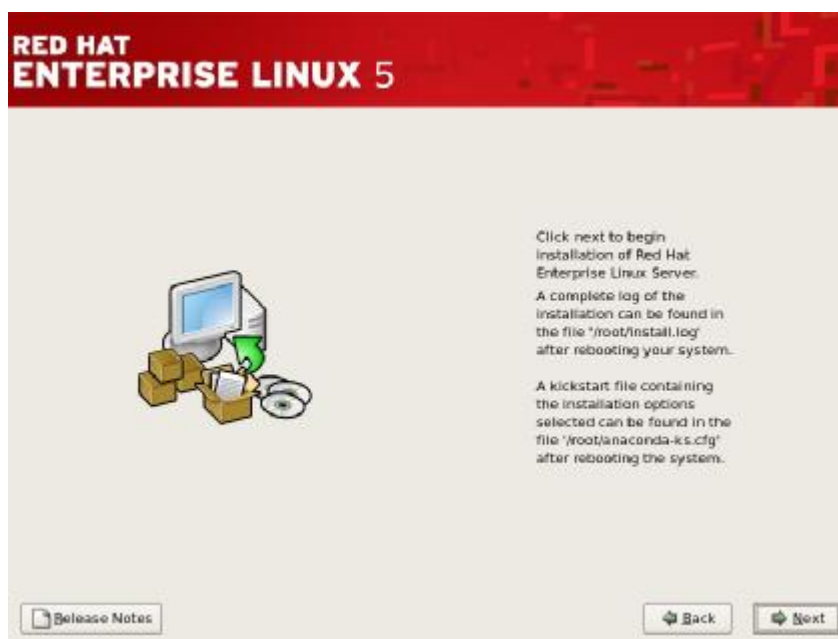 RED HAT
ENTERPRISE LINUX 5
Click next to begin
installation of Red Hat
Enterprise Linux Server.
A complete log of the
installation can be found in
the file '/root/install.log'
after rebooting your system.
A kickstart file containing
the installation options
selected can be found in the
file '/root/anaconda-ks.cfg'
after rebooting the system.
Release Notes
Back
Next